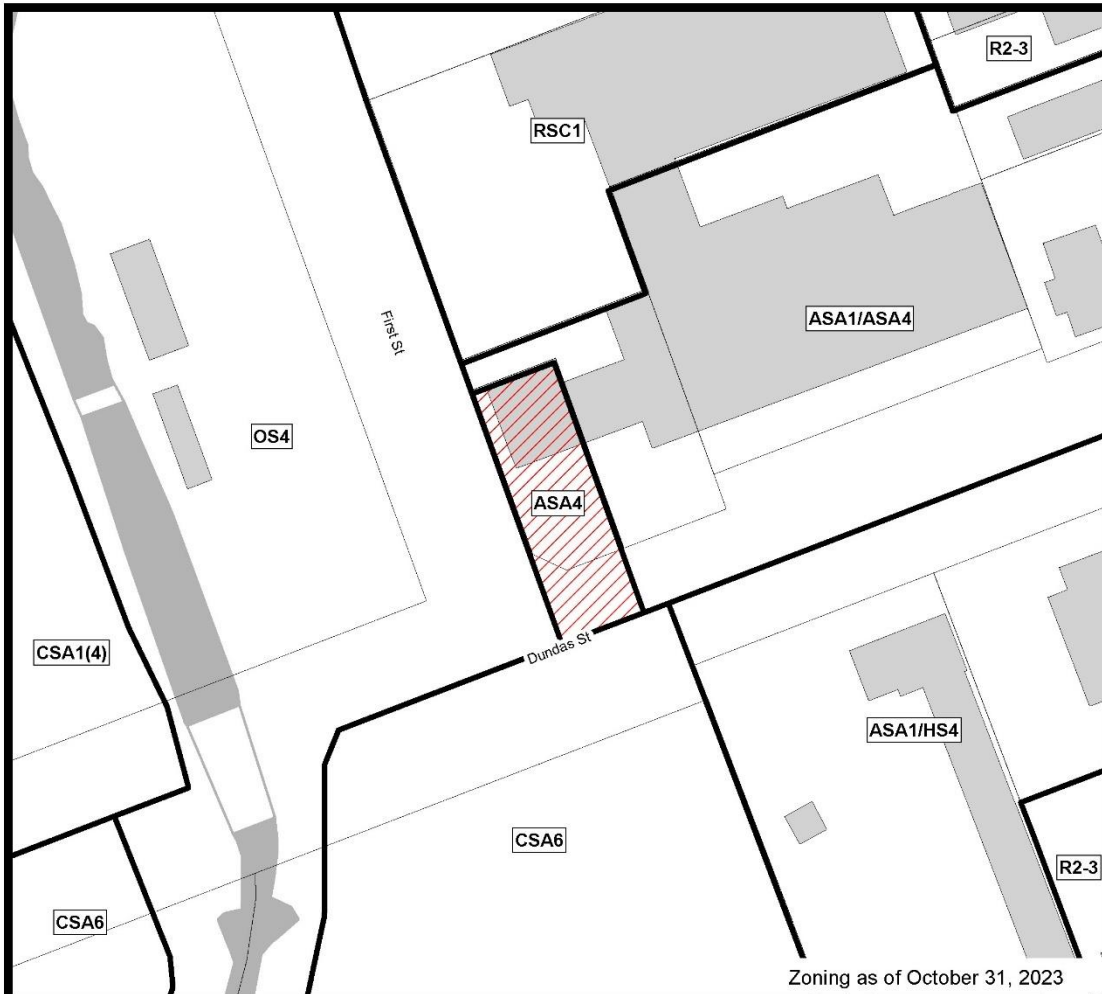 R2-3
RSC1
First St
ASA1/ASA4
OS4
ASA4
CSA1(4)
Dundas St
ASA1/HS4
CSA6
R2-3
CSA6
Zoning as of October 31, 2023